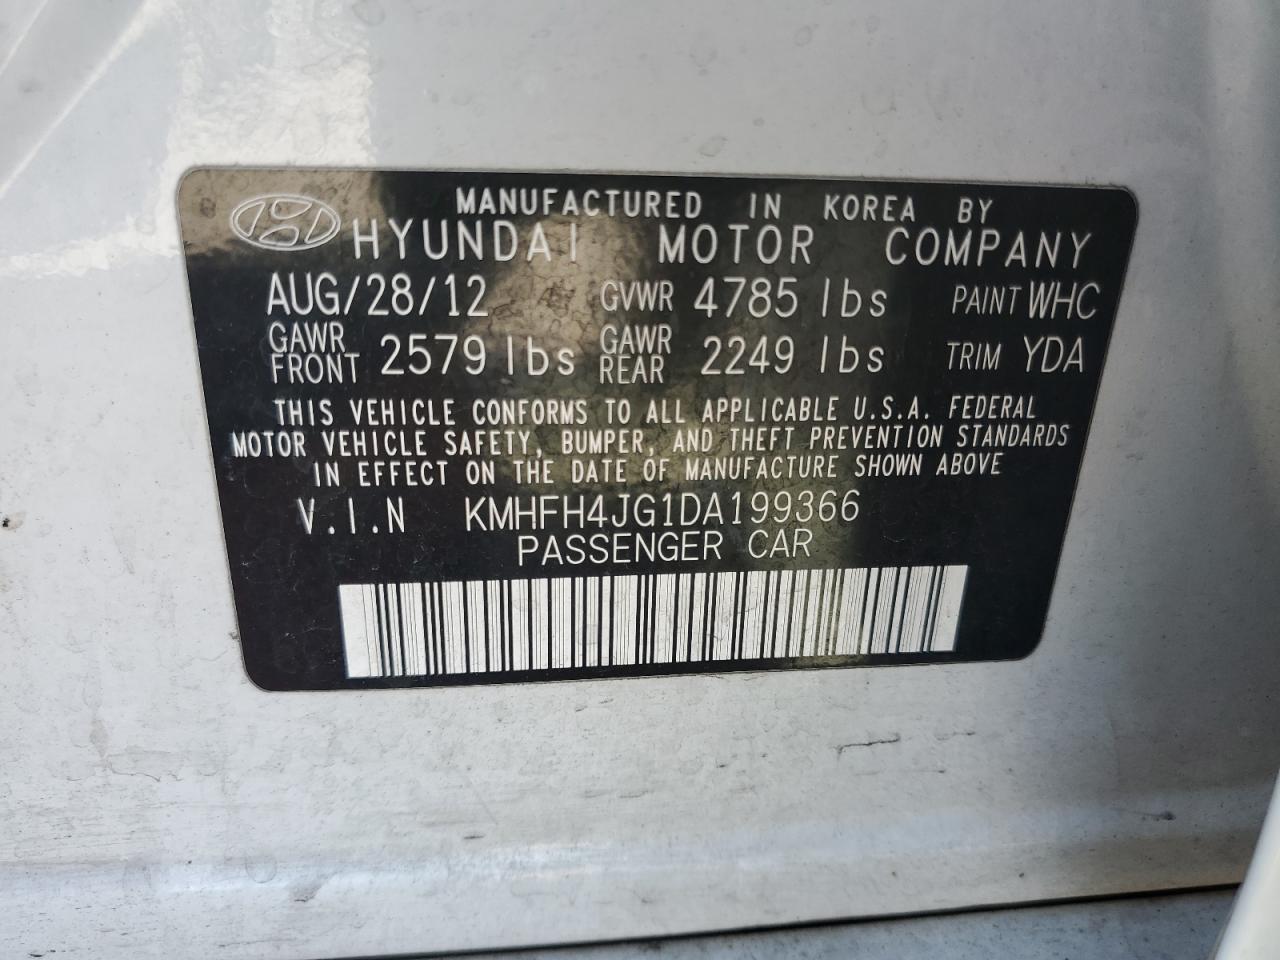 MANUFACTURED IN KOREA BY
HYUNDAI MOTOR COMPANY
AUG/28/12 GVWR 4785 lbs PAINT WHC
GAWR FRONT 2579 lbs GAWR REAR 2249 lbs TRIM YDA
THIS VEHICLE CONFORMS TO ALL APPLICABLE U.S.A. FEDERAL
MOTOR VEHICLE SAFETY, BUMPER, AND THEFT PREVENTION STANDARDS
IN EFFECT ON THE DATE OF MANUFACTURE SHOWN ABOVE
V.I.N KMHFH4JG1DA199366
PASSENGER CAR